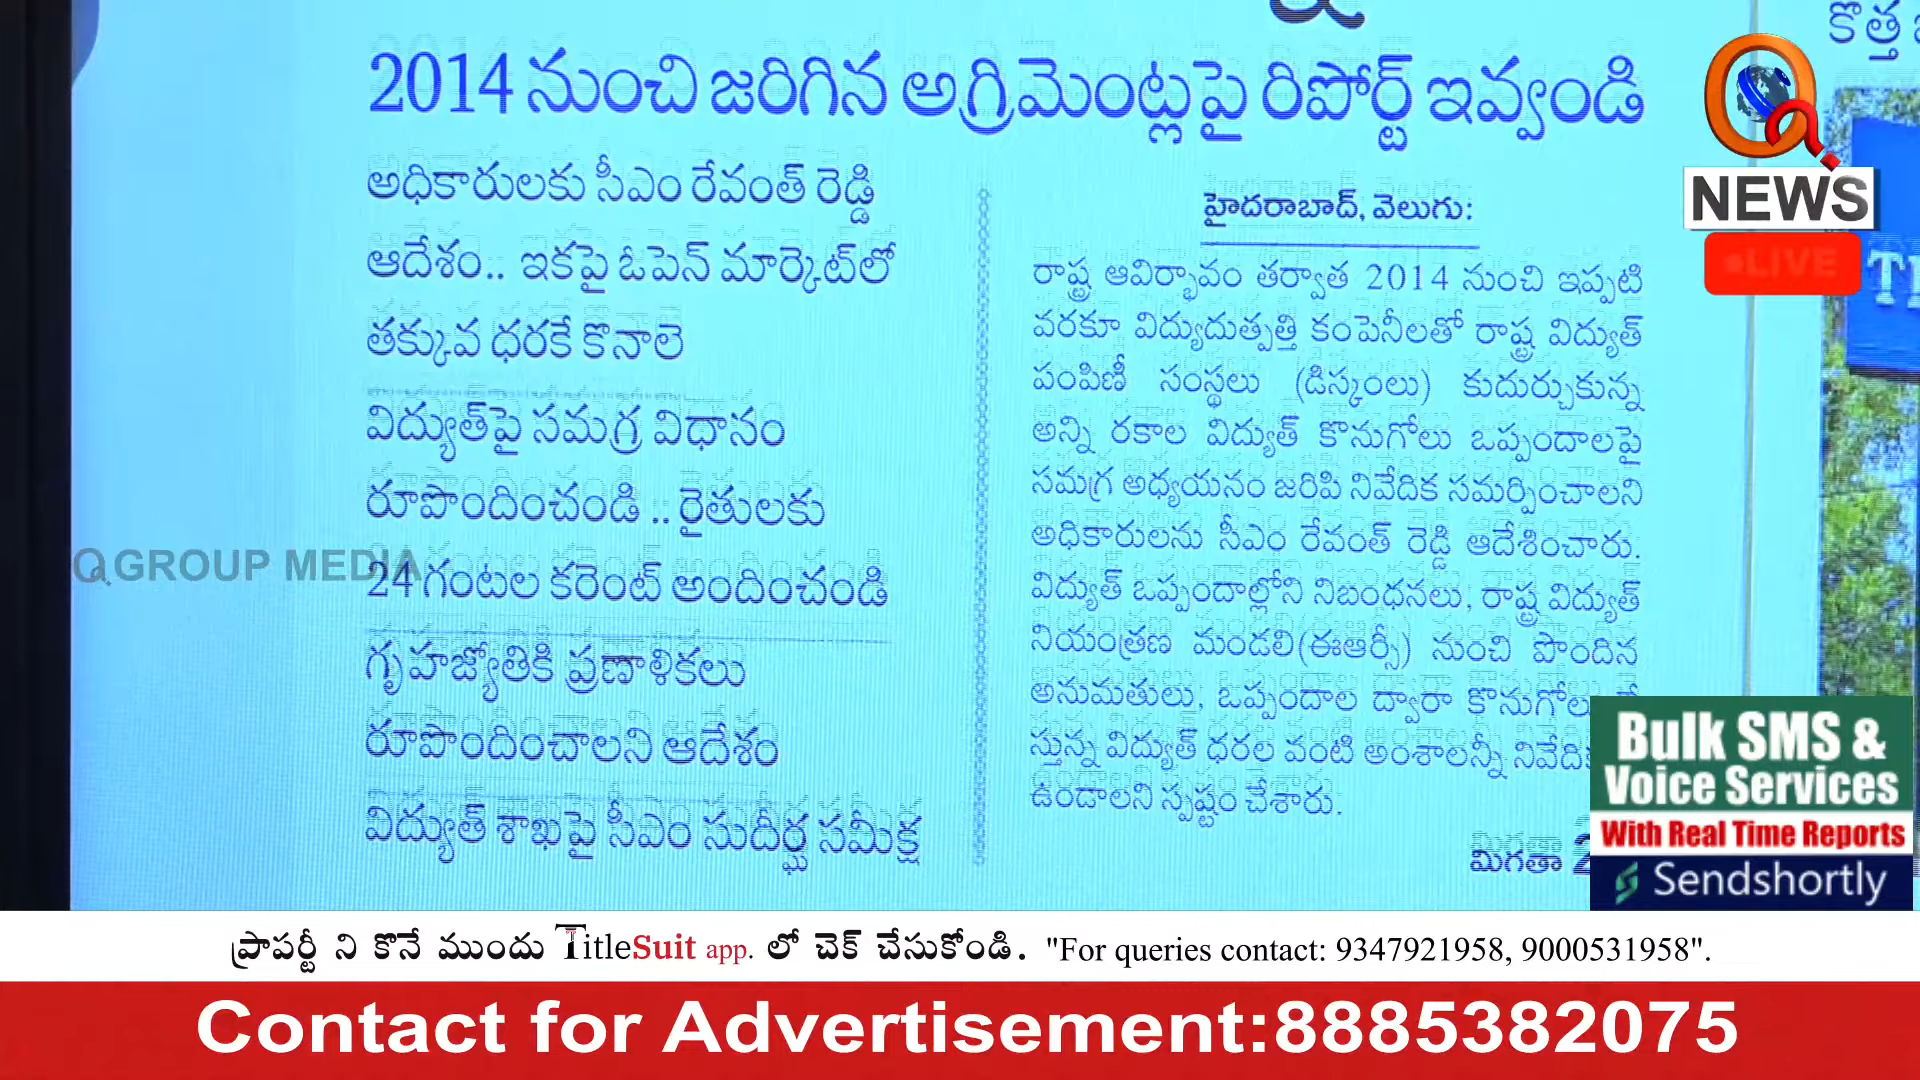 2014 నుంచి జరిగిన అగ్రిమెంట్లపై రిపోర్ట్ ఇవ్వండి
అధికారులకు సీఎం రేవంత్ రెడ్డి
ఆదేశం.. ఇకపై ఓపెన్ మార్కెట్‌లో
తక్కువ ధరకే కొనాలె
విద్యుత్‌పై సమగ్ర విధానం
రూపొందించండి .. రైతులకు
24 గంటల కరెంట్ అందించండి
గృహజ్యోతికి ప్రణాళికలు
రూపొందించాలని ఆదేశం
విద్యుత్ శాఖపై సీఎం సుదీర్ఘ సమీక్ష
హైదరాబాద్, వెలుగు:
రాష్ట్ర ఆవిర్భావం తర్వాత 2014 నుంచి ఇప్పటి
వరకూ విద్యుదుత్పత్తి కంపెనీలతో రాష్ట్ర విద్యుత్
పంపిణీ సంస్థలు (డిస్కంలు) కుదుర్చుకున్న
అన్ని రకాల విద్యుత్ కొనుగోలు ఒప్పందాలపై
సమగ్ర అధ్యయనం జరిపి నివేదిక సమర్పించాలని
అధికారులను సీఎం రేవంత్ రెడ్డి ఆదేశించారు.
విద్యుత్ ఒప్పందాల్లోని నిబంధనలు, రాష్ట్ర విద్యుత్
నియంత్రణ మండలి(ఈఆర్సీ) నుంచి పొందిన
అనుమతులు, ఒప్పందాల ద్వారా కొనుగోలు
స్తున్న విద్యుత్ ధరల వంటి అంశాలన్నీ
ఉండాలని స్పష్టం చేశారు.
మిగతా
కొత్త
Q
NEWS
LIVE
Q GROUP MEDIA
Bulk SMS &
Voice Services
With Real Time Reports
Sendshortly
ప్రాపర్టీ ని కొనే ముందు TitleSuit app. లో చెక్ చేసుకోండి. "For queries contact: 9347921958, 9000531958".
Contact for Advertisement:8885382075